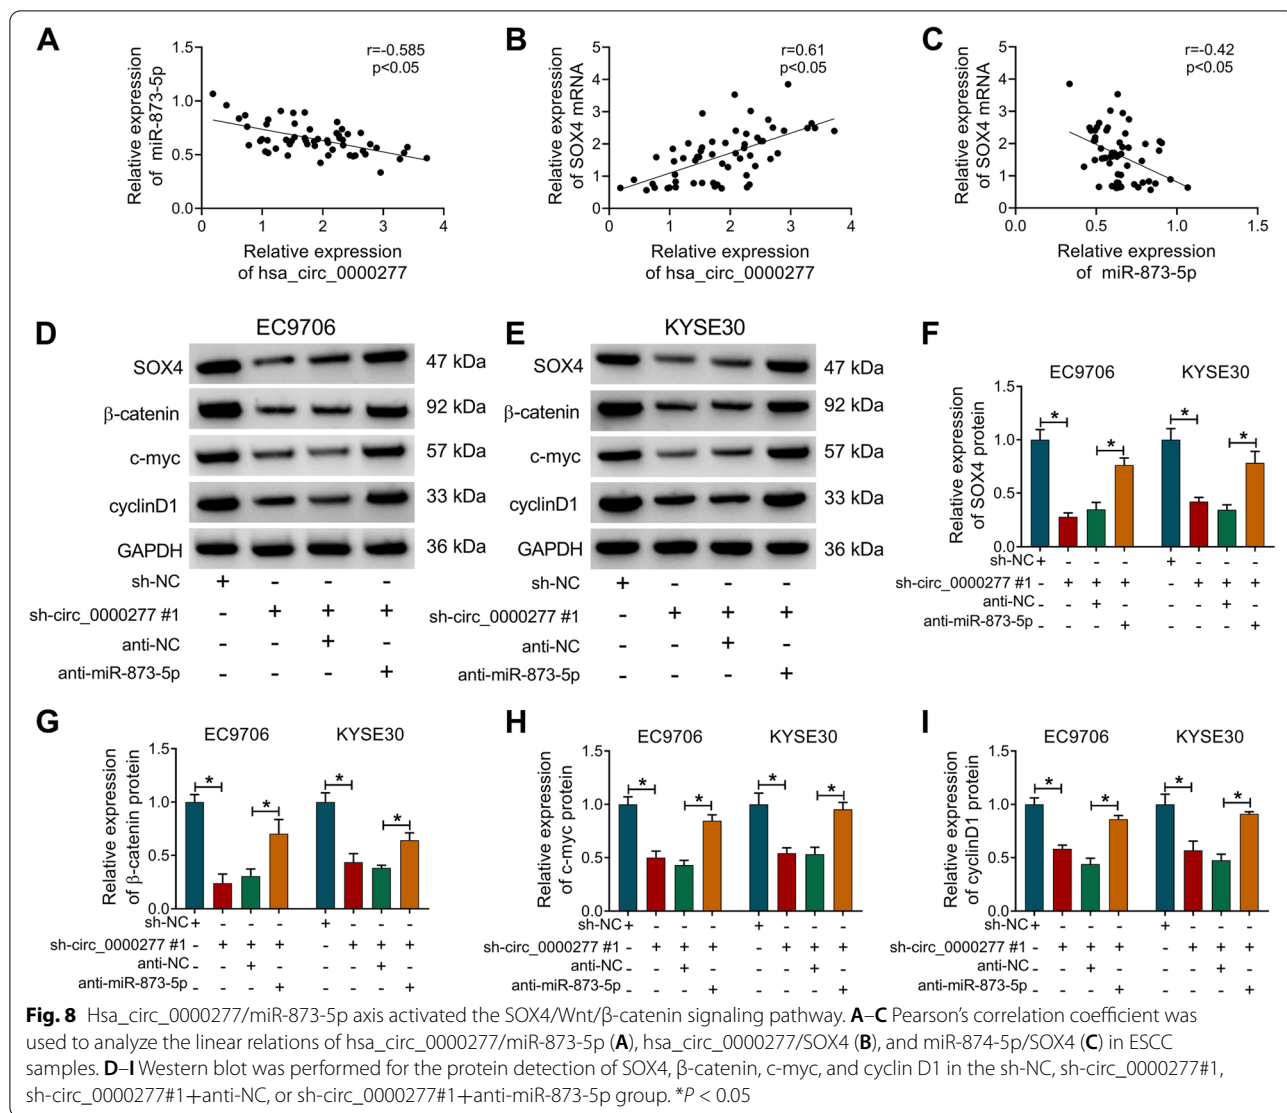 A
r=-0.585
p<0.05
Relative expression
of miR-873-5p
1.5
1.0
0.5
0.0
0 1 2 3 4
Relative expression
of hsa_circ_0000277
B
r=0.61
p<0.05
Relative expression
of SOX4 mRNA
5
4
3
2
1
0
0 1 2 3 4
Relative expression
of hsa_circ_0000277
C
r=-0.42
p<0.05
Relative expression
of SOX4 mRNA
5
4
3
2
1
0
0.0 0.5 1.0 1.5
Relative expression
of miR-873-5p
D
EC9706
SOX4 47 kDa
β-catenin 92 kDa
c-myc 57 kDa
cyclinD1 33 kDa
GAPDH 36 kDa
sh-NC + - - -
sh-circ_0000277 #1 - + + +
anti-NC - - + -
anti-miR-873-5p - - - +
E
KYSE30
SOX4 47 kDa
β-catenin 92 kDa
c-myc 57 kDa
cyclinD1 33 kDa
GAPDH 36 kDa
sh-NC + - - -
sh-circ_0000277 #1 - + + +
anti-NC - - + -
anti-miR-873-5p - - - +
F
EC9706 KYSE30
Relative expression
of SOX4 protein
1.5
1.0
0.5
0.0
* * * *
sh-NC + - - - + - - -
sh-circ_0000277 #1 - + + + - + + +
anti-NC - - + - - - + -
anti-miR-873-5p - - - + - - - +
G
EC9706 KYSE30
Relative expression
of β-catenin protein
1.5
1.0
0.5
0.0
* * * *
sh-NC + - - - + - - -
sh-circ_0000277 #1 - + + + - + + +
anti-NC - - + - - - + -
anti-miR-873-5p - - - + - - - +
H
EC9706 KYSE30
Relative expression
of c-myc protein
1.5
1.0
0.5
0.0
* * * *
sh-NC + - - - + - - -
sh-circ_0000277 #1 - + + + - + + +
anti-NC - - + - - - + -
anti-miR-873-5p - - - + - - - +
I
EC9706 KYSE30
Relative expression
of cyclinD1 protein
1.5
1.0
0.5
0.0
* * * *
sh-NC + - - - + - - -
sh-circ_0000277 #1 - + + + - + + +
anti-NC - - + - - - + -
anti-miR-873-5p - - - + - - - +
Fig. 8 Hsa_circ_0000277/miR-873-5p axis activated the SOX4/Wnt/β-catenin signaling pathway. A–C Pearson's correlation coefficient was
used to analyze the linear relations of hsa_circ_0000277/miR-873-5p (A), hsa_circ_0000277/SOX4 (B), and miR-874-5p/SOX4 (C) in ESCC
samples. D–I Western blot was performed for the protein detection of SOX4, β-catenin, c-myc, and cyclin D1 in the sh-NC, sh-circ_0000277#1,
sh-circ_0000277#1+anti-NC, or sh-circ_0000277#1+anti-miR-873-5p group. *P < 0.05